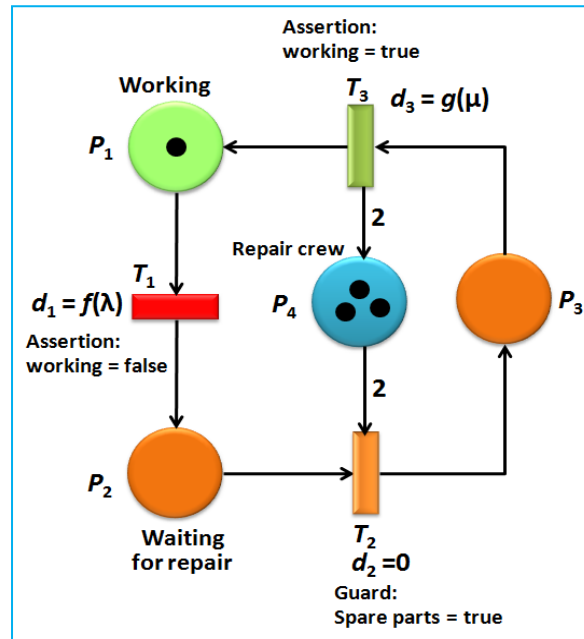 Assertion:
working = true
Working
T3
d3 = g(μ)
P1
2
Repair crew
T1
d1 = f(λ)
P4
P3
Assertion:
working = false
2
P2
T2
Waiting
for repair
d2 =0
Guard:
Spare parts = true